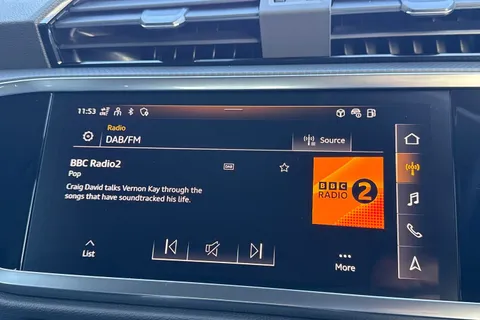 11:53
Radio
DAB/FM
Source
BBC Radio2
DAB
Pop
Craig David talks Vernon Kay through the
songs that have soundtracked his life.
BBC
RADIO 2
List
More